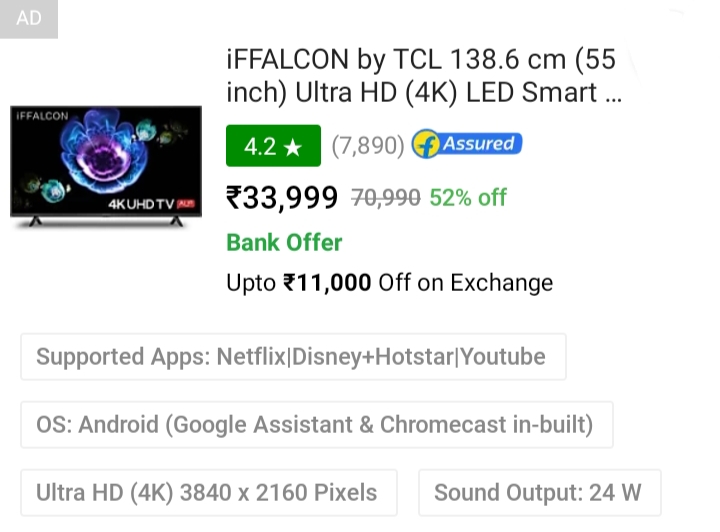 AD
iFFALCON by TCL 138.6 cm (55
inch) Ultra HD (4K) LED Smart ...
iFFALCON
4K UHD TV
4.2 ★ (7,890) f Assured
₹33,999 70,990 52% off
Bank Offer
Upto ₹11,000 Off on Exchange
Supported Apps: Netflix|Disney+Hotstar|Youtube
OS: Android (Google Assistant & Chromecast in-built)
Ultra HD (4K) 3840 x 2160 Pixels
Sound Output: 24 W